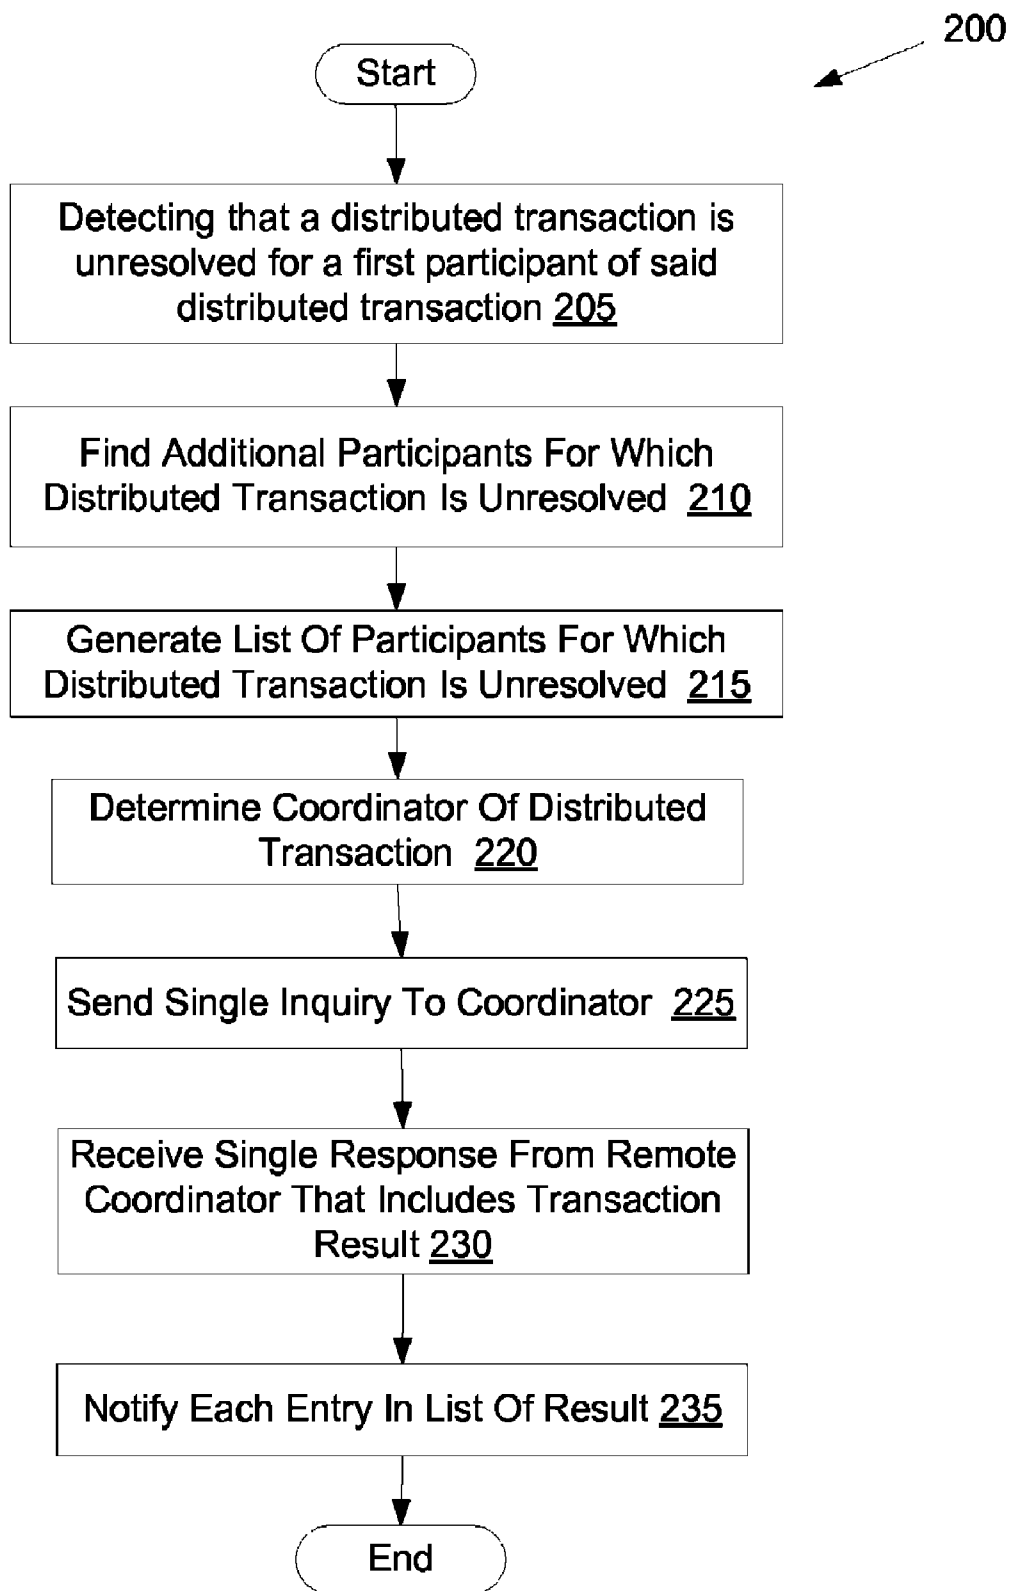 200
Start
Detecting that a distributed transaction is
unresolved for a first participant of said
distributed transaction 205
Find Additional Participants For Which
Distributed Transaction Is Unresolved 210
Generate List Of Participants For Which
Distributed Transaction Is Unresolved 215
Determine Coordinator Of Distributed
Transaction 220
Send Single Inquiry To Coordinator 225
Receive Single Response From Remote
Coordinator That Includes Transaction
Result 230
Notify Each Entry In List Of Result 235
End